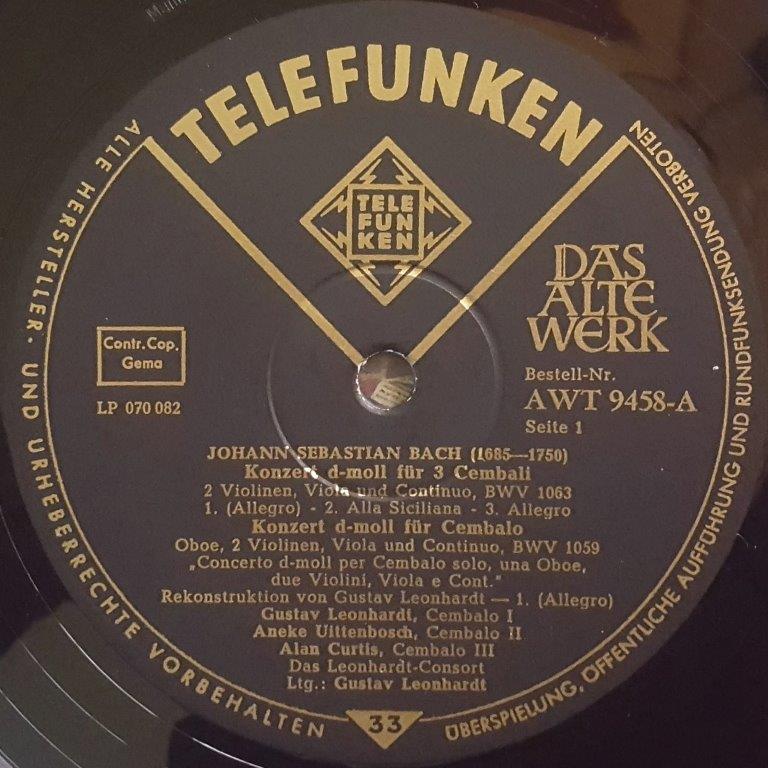 TELEFUNKEN
TELE
FUN
KEN
DAS
ALTE
WERK
Contr. Cop.
Gema
LP 070 082
Bestell-Nr.
AWT 9458-A
Seite 1
JOHANN SEBASTIAN BACH (1685—1750)
Konzert d-moll für 3 Cembali
2 Violinen, Viola und Continuo, BWV 1063
1. (Allegro) - 2. Alla Siciliana - 3. Allegro
Konzert d-moll für Cembalo
Oboe, 2 Violinen, Viola und Continuo, BWV 1059
„Concerto d-moll per Cembalo solo, una Oboe,
due Violini, Viola e Cont."
Rekonstruktion von Gustav Leonhardt — 1. (Allegro)
Gustav Leonhardt, Cembalo I
Aneke Uittenbosch, Cembalo II
Alan Curtis, Cembalo III
Das Leonhardt-Consort
Ltg.: Gustav Leonhardt
33
ALLE HERSTELLER- UND URHEBERRECHTE VORBEHALTEN
ÜBERSPIELUNG, ÖFFENTLICHE AUFFÜHRUNG UND RUNDFUNKSENDUNG VERBOTEN